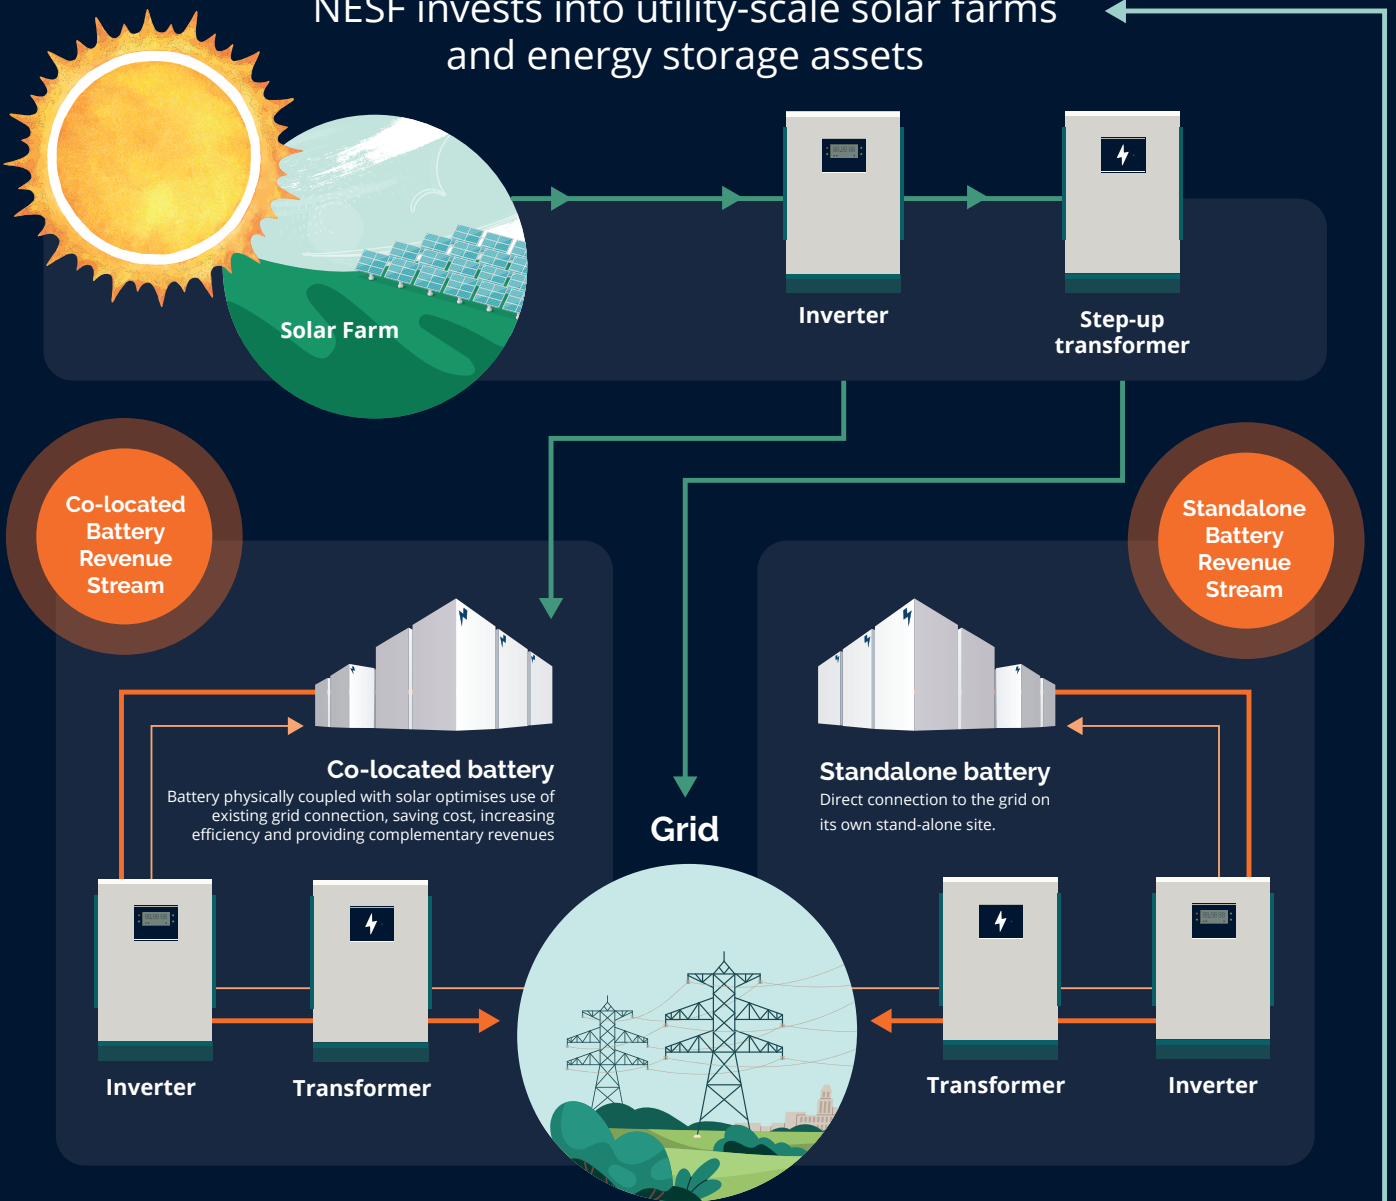 NESF invests into utility-scale solar farms
and energy storage assets
Solar Farm
Inverter
Step-up
transformer
Co-located
Battery
Revenue
Stream
Standalone
Battery
Revenue
Stream
Co-located battery
Battery physically coupled with solar optimises use of
existing grid connection, saving cost, increasing
efficiency and providing complementary revenues
Grid
Standalone battery
Direct connection to the grid on
its own stand-alone site.
Inverter
Transformer
Transformer
Inverter